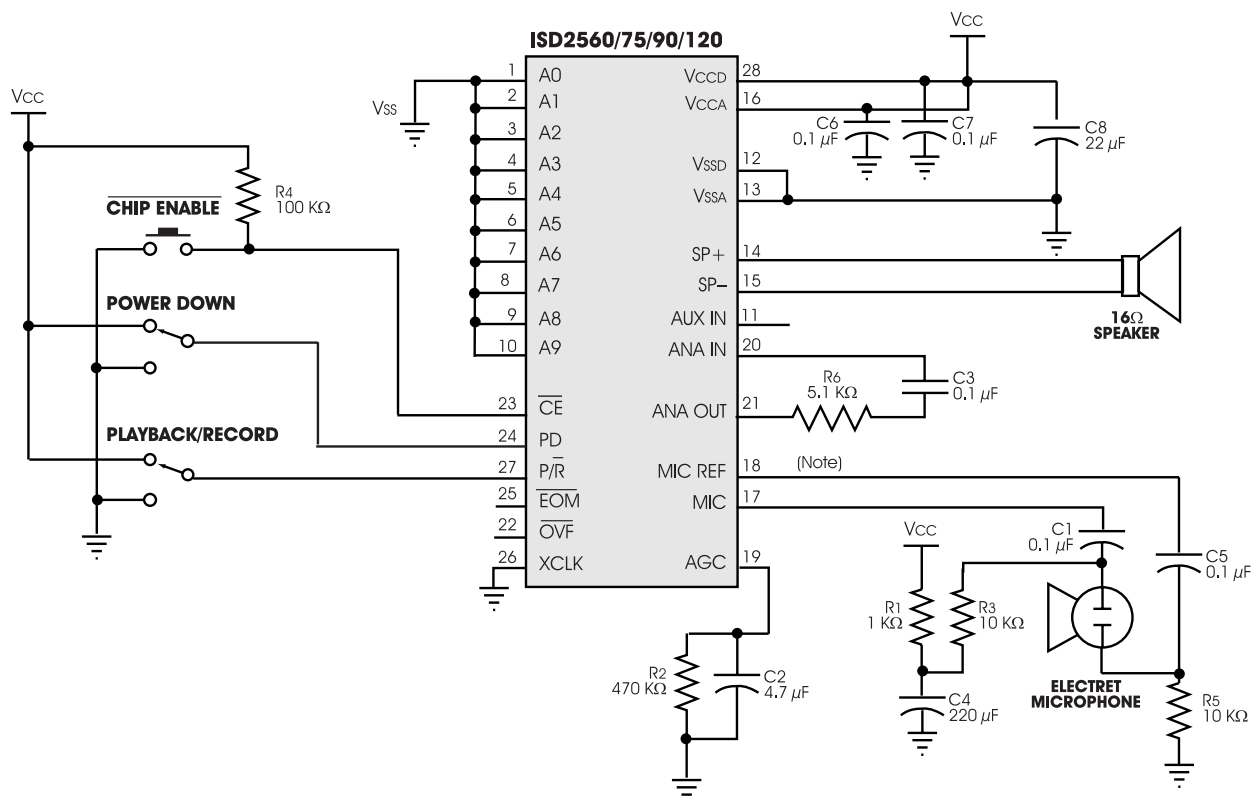 ISD2560/75/90/120
VCC
VCC
VSS
1 A0
2 A1
3 A2
4 A3
5 A4
6 A5
7 A6
8 A7
9 A8
10 A9
23 CE
24 PD
27 P/R
25 EOM
22 OVF
26 XCLK
VCCD 28
VCCA 16
VSSD 12
VSSA 13
SP+ 14
SP– 15
AUX IN 11
ANA IN 20
ANA OUT 21
MIC REF 18
MIC 17
AGC 19
R4
100 KΩ
CHIP ENABLE
POWER DOWN
PLAYBACK/RECORD
C6
0.1 µF
C7
0.1 µF
C8
22 µF
16Ω
SPEAKER
R6
5.1 KΩ
C3
0.1 µF
(Note)
VCC
C1
0.1 µF
C5
0.1 µF
R1
1 KΩ
R3
10 KΩ
R2
470 KΩ
C2
4.7 µF
C4
220 µF
ELECTRET
MICROPHONE
R5
10 KΩ